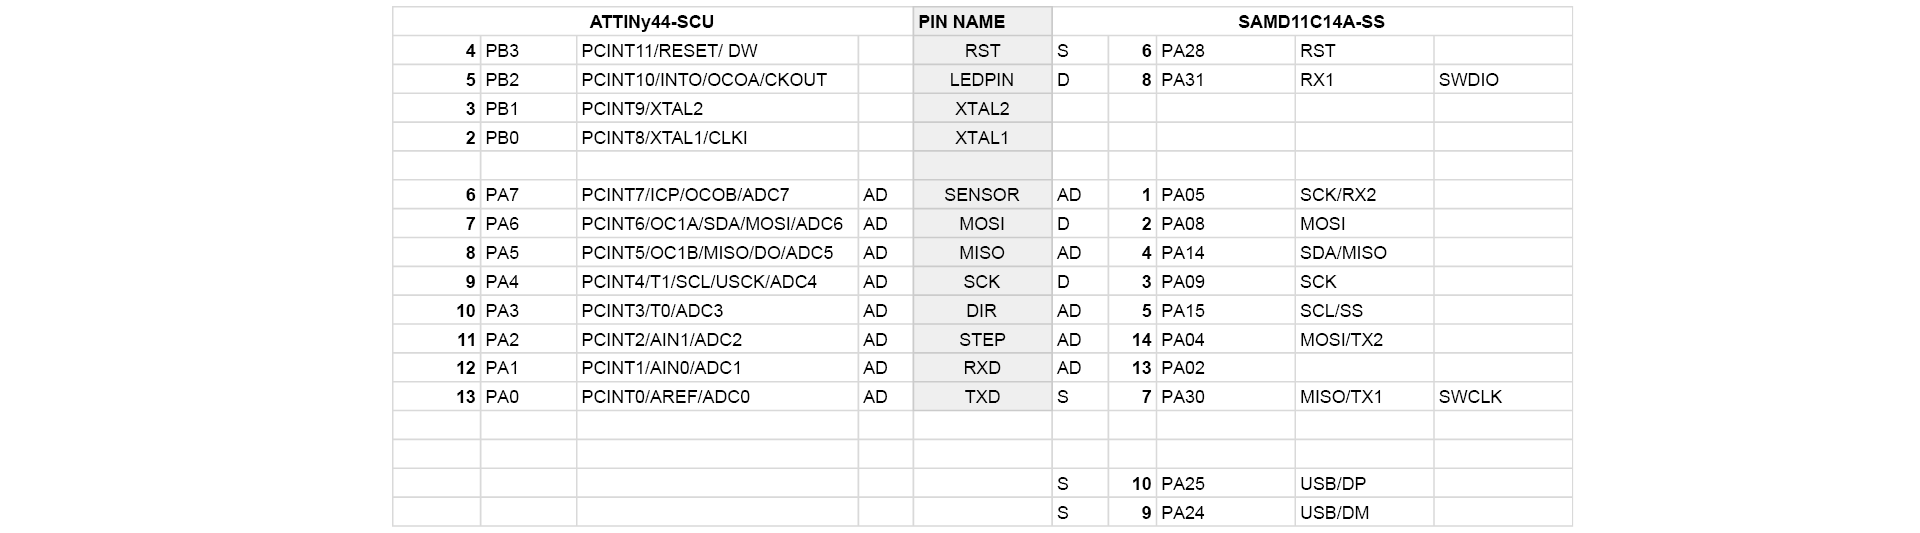 ATTINy44-SCU PIN NAME SAMD11C14A-SS
4 PB3 PCINT11/RESET/ DW RST S 6 PA28 RST
5 PB2 PCINT10/INTO/OCOA/CKOUT LEDPIN D 8 PA31 RX1 SWDIO
3 PB1 PCINT9/XTAL2 XTAL2
2 PB0 PCINT8/XTAL1/CLKI XTAL1
6 PA7 PCINT7/ICP/OCOB/ADC7 AD SENSOR AD 1 PA05 SCK/RX2
7 PA6 PCINT6/OC1A/SDA/MOSI/ADC6 AD MOSI D 2 PA08 MOSI
8 PA5 PCINT5/OC1B/MISO/DO/ADC5 AD MISO AD 4 PA14 SDA/MISO
9 PA4 PCINT4/T1/SCL/USCK/ADC4 AD SCK D 3 PA09 SCK
10 PA3 PCINT3/T0/ADC3 AD DIR AD 5 PA15 SCL/SS
11 PA2 PCINT2/AIN1/ADC2 AD STEP AD 14 PA04 MOSI/TX2
12 PA1 PCINT1/AIN0/ADC1 AD RXD AD 13 PA02
13 PA0 PCINT0/AREF/ADC0 AD TXD S 7 PA30 MISO/TX1 SWCLK
S 10 PA25 USB/DP
S 9 PA24 USB/DM